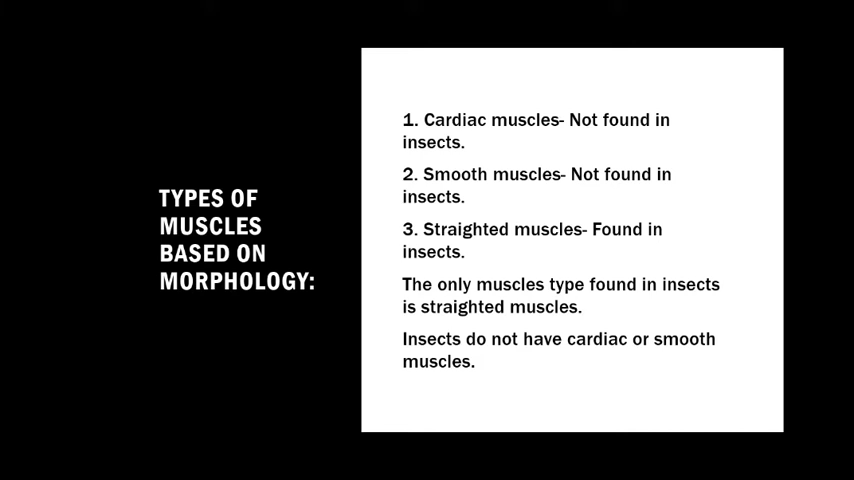 TYPES OF
MUSCLES
BASED ON
MORPHOLOGY:
1. Cardiac muscles- Not found in
insects.
2. Smooth muscles- Not found in
insects.
3. Straighted muscles- Found in
insects.
The only muscles type found in insects
is straighted muscles.
Insects do not have cardiac or smooth
muscles.